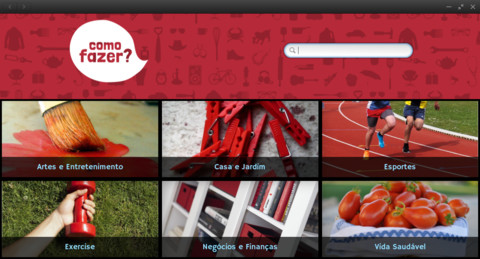 como
fazer?
Artes e Entretenimento
Casa e Jardim
Esportes
Exercise
Negócios e Finanças
Vida Saudável